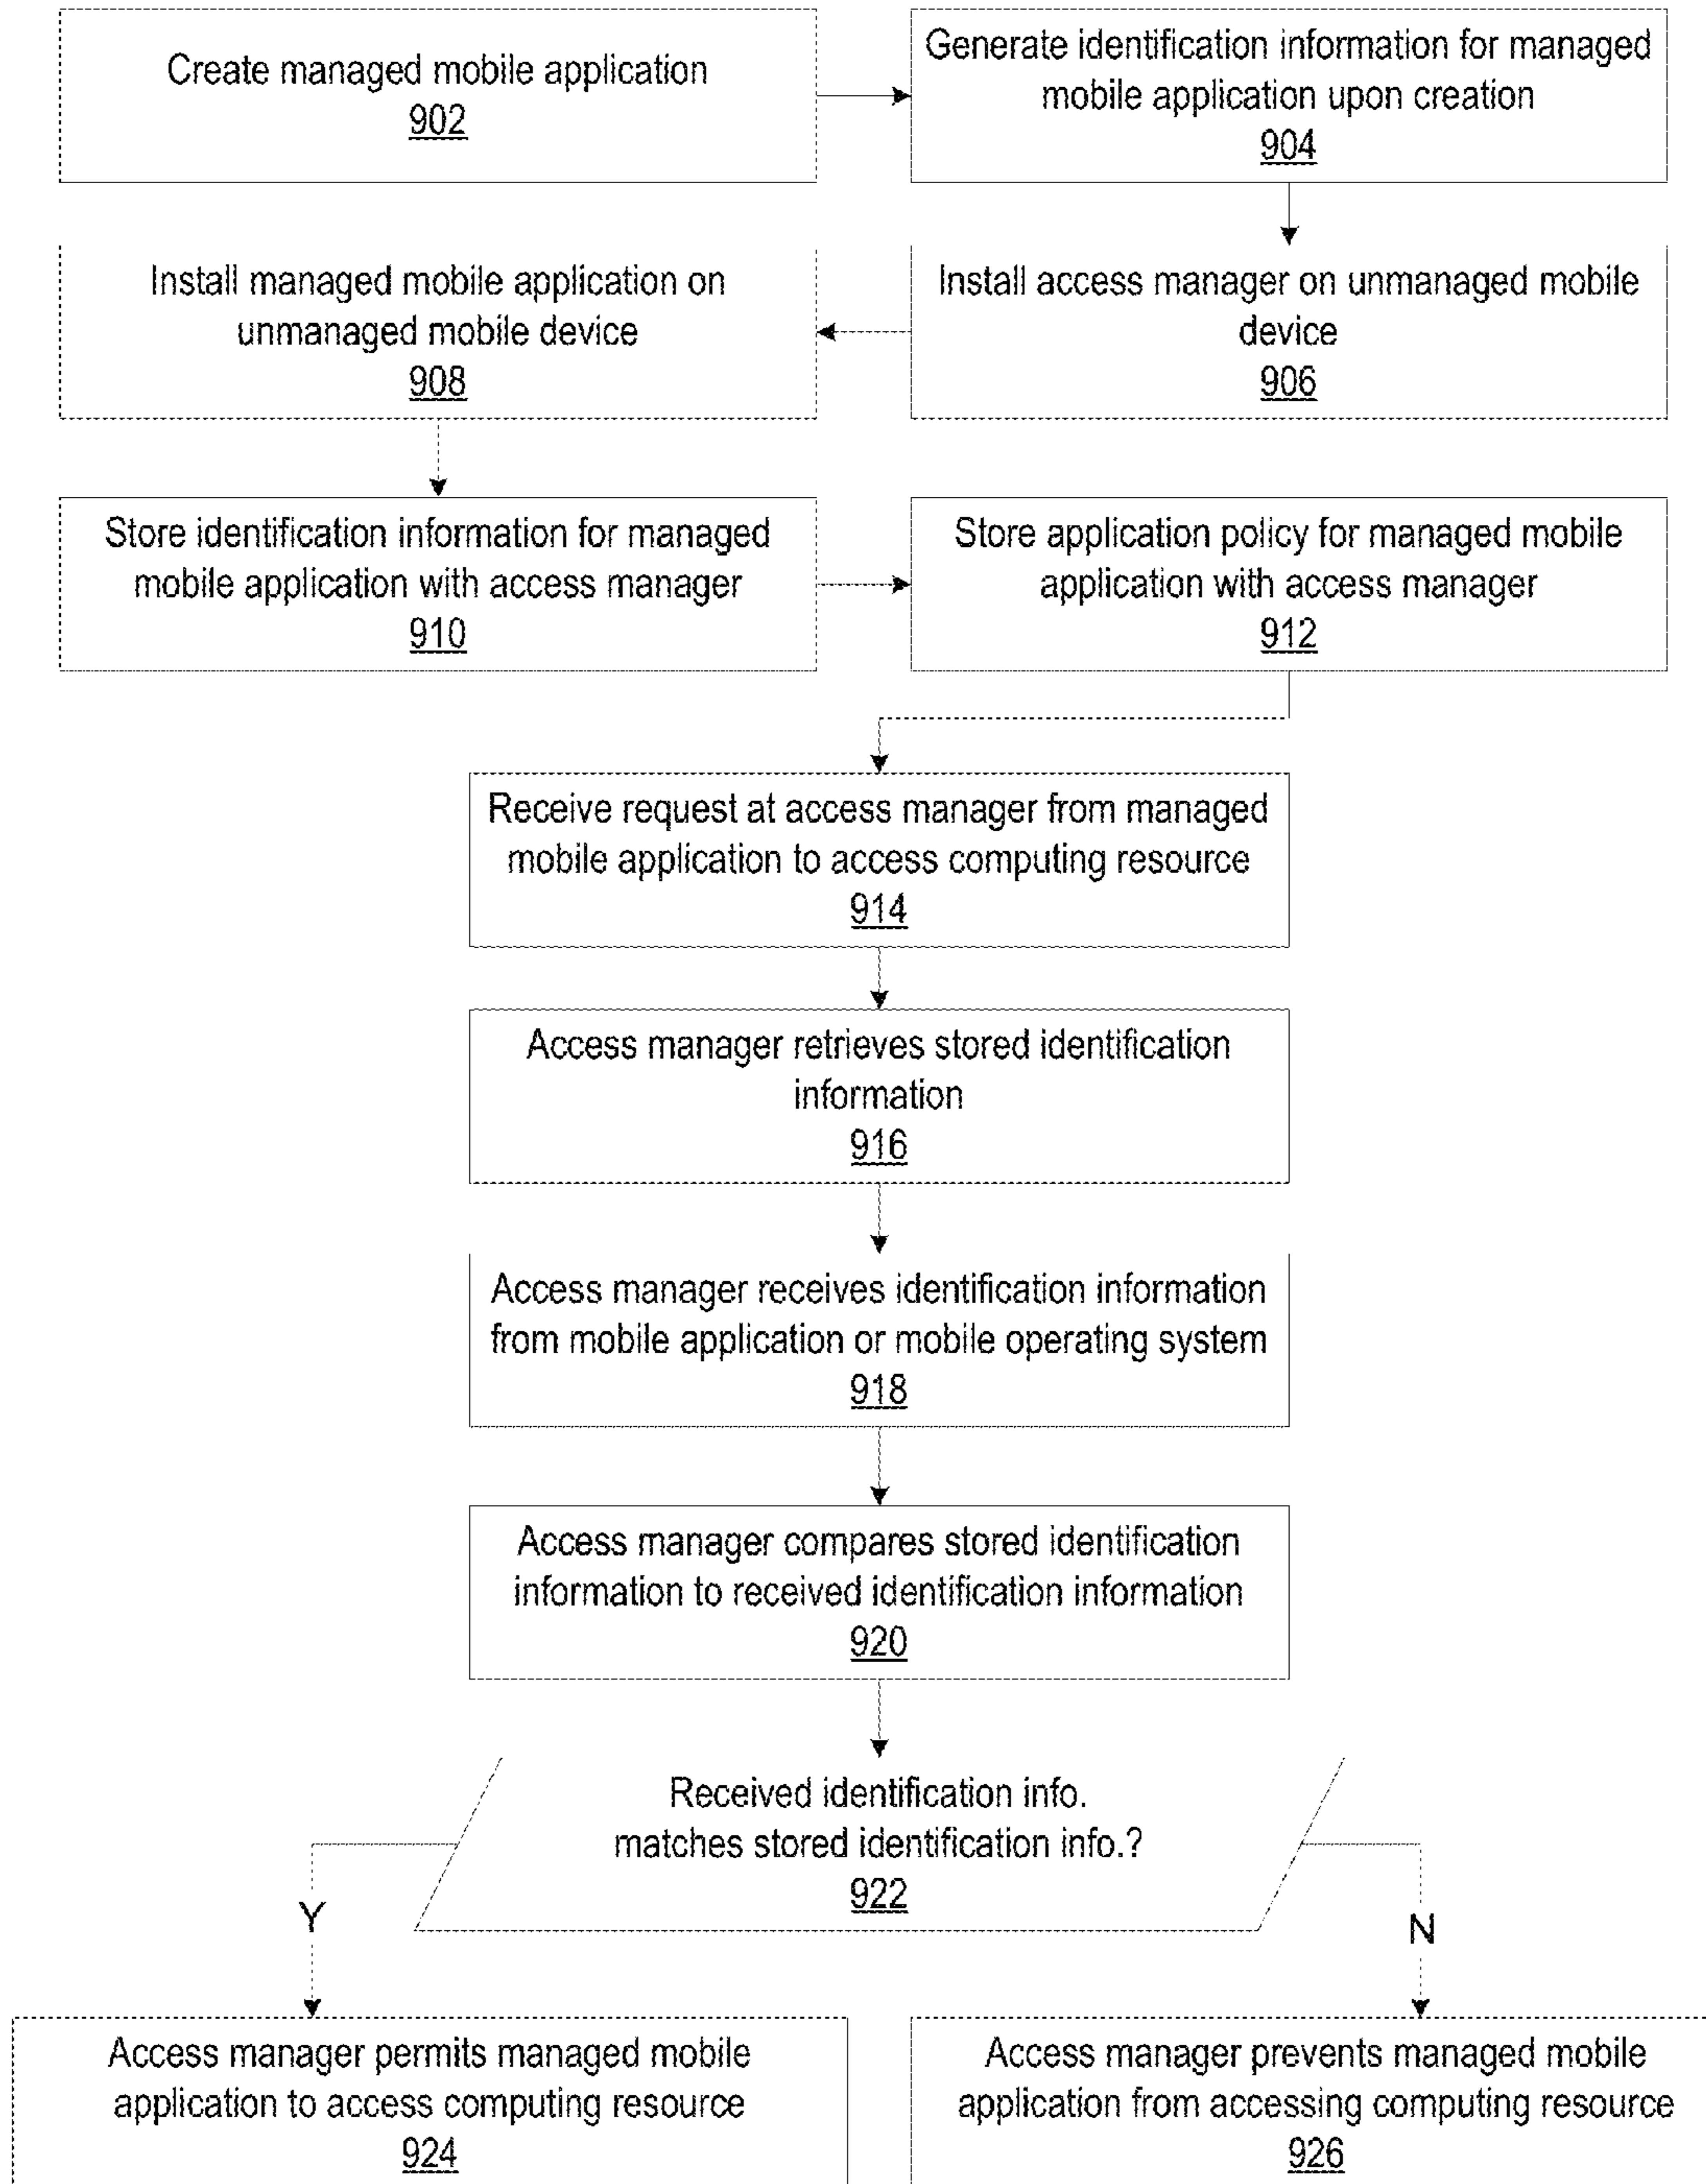 Create managed mobile application
902
Generate identification information for managed
mobile application upon creation
904
Install managed mobile application on
unmanaged mobile device
908
Install access manager on unmanaged mobile
device
906
Store identification information for managed
mobile application with access manager
910
Store application policy for managed mobile
application with access manager
912
Receive request at access manager from managed
mobile application to access computing resource
914
Access manager retrieves stored identification
information
916
Access manager receives identification information
from mobile application or mobile operating system
918
Access manager compares stored identification
information to received identification information
920
Received identification info.
matches stored identification info.?
922
Y
N
Access manager permits managed mobile
application to access computing resource
924
Access manager prevents managed mobile
application from accessing computing resource
926